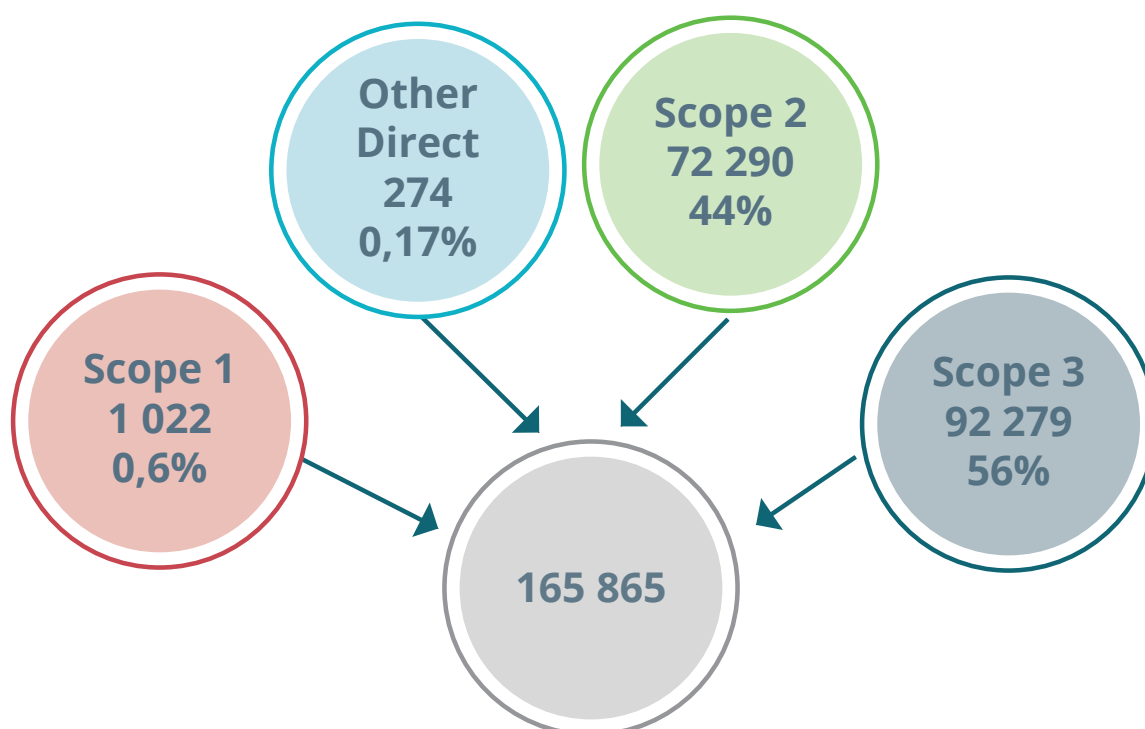 Other
Direct
274
0,17%
Scope 2
72 290
44%
Scope 1
1 022
0,6%
Scope 3
92 279
56%
165 865